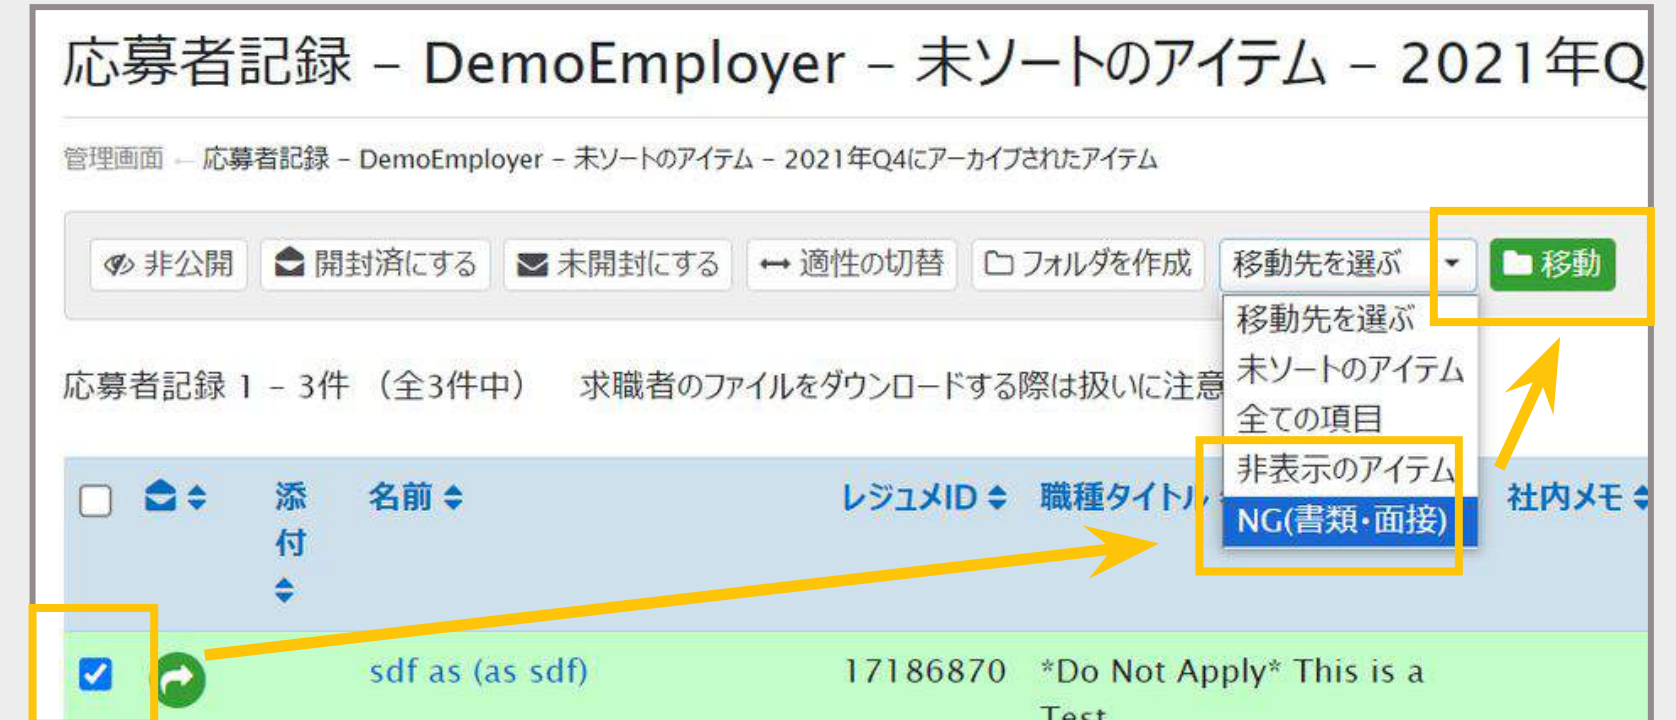 応募者記録 – DemoEmployer – 未ソートのアイテム – 2021年Q
管理画面 ← 応募者記録 – DemoEmployer – 未ソートのアイテム – 2021年Q4にアーカイブされたアイテム
非公開 開封済にする 未開封にする 適性の切替 フォルダを作成 移動先を選ぶ 移動
移動先を選ぶ
未ソートのアイテム
全ての項目
非表示のアイテム
NG(書類・面接)
応募者記録 1 – 3件 （全3件中） 求職者のファイルをダウンロードする際は扱いに注意
添付 名前 レジュメID 職種タイトル 社内メモ
sdf as (as sdf) 17186870 *Do Not Apply* This is a
Test